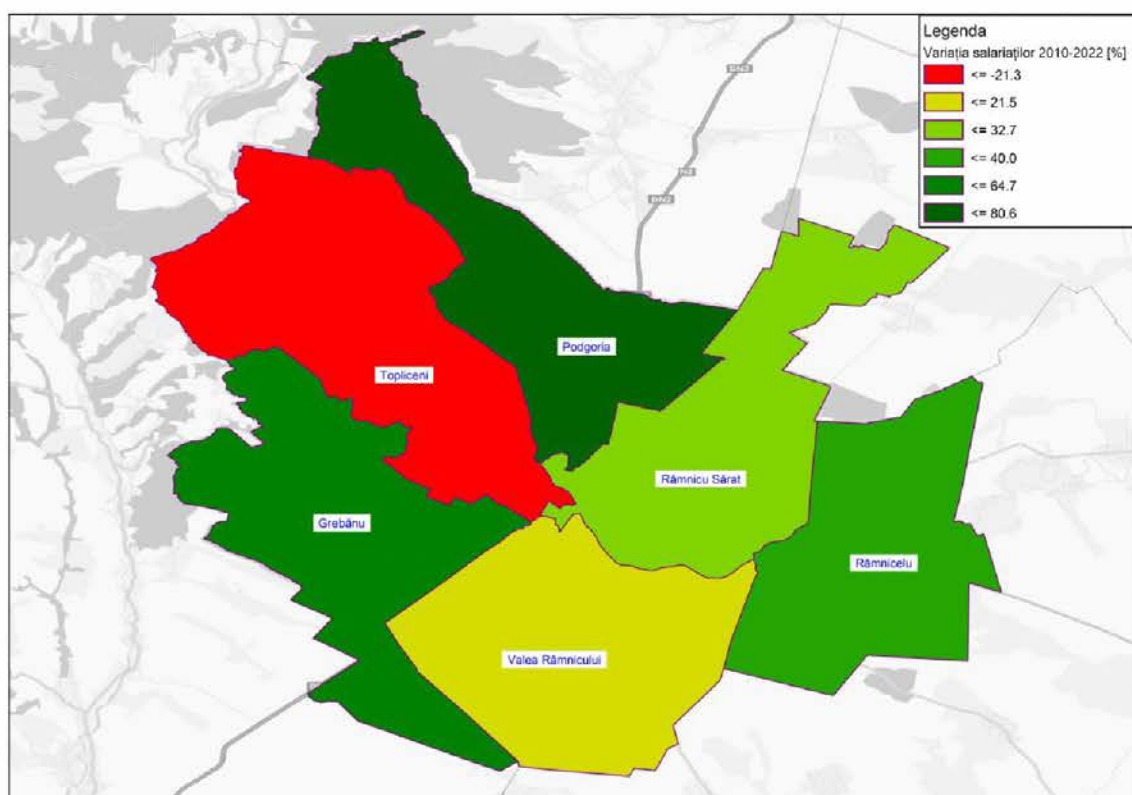 Legenda
Variația salariaților 2010-2022 [%]
<= -21.3
<= 21.5
<= 32.7
<= 40.0
<= 64.7
<= 80.6
Podgoria
Topliceni
Râmnicu Sărat
Grebănu
Râmnicelu
Valea Râmnicului